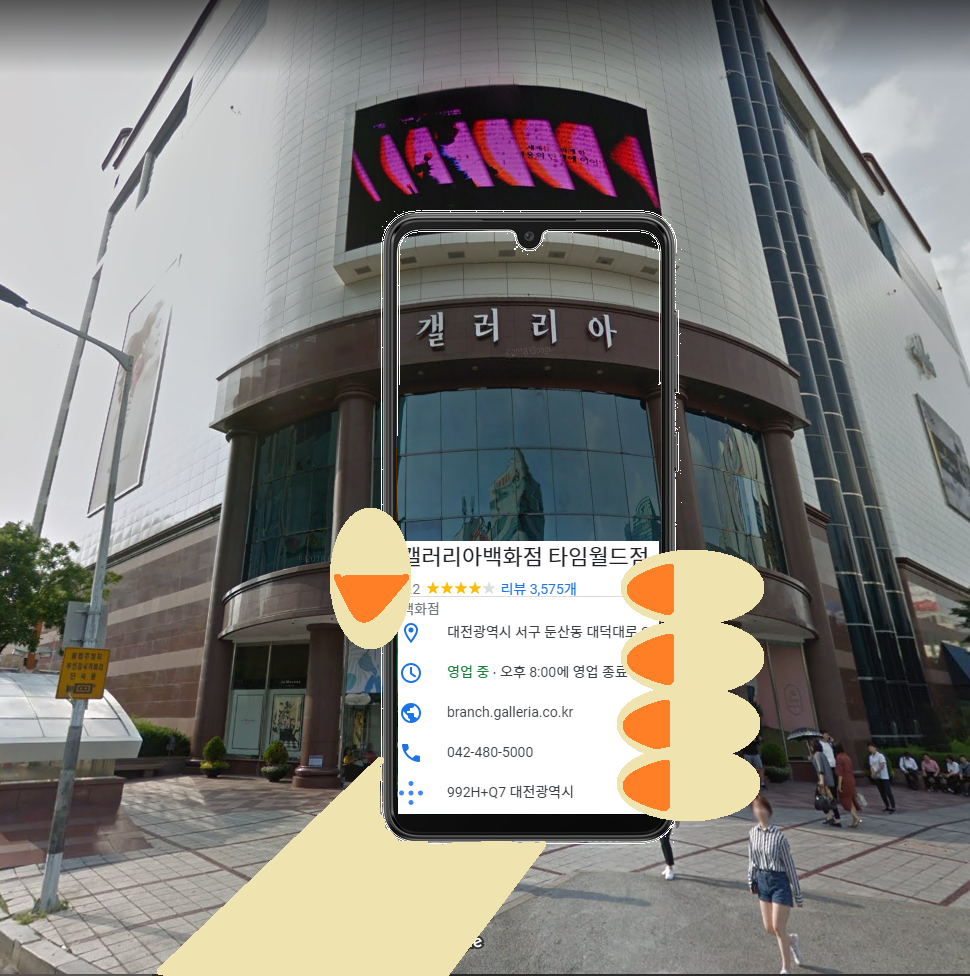 갤러리아
갤러리아백화점 타임월드점
2 리뷰 3,575개
백화점
대전광역시 서구 둔산동 대덕대로
영업 중 · 오후 8:00에 영업 종료
branch.galleria.co.kr
042-480-5000
992H+Q7 대전광역시